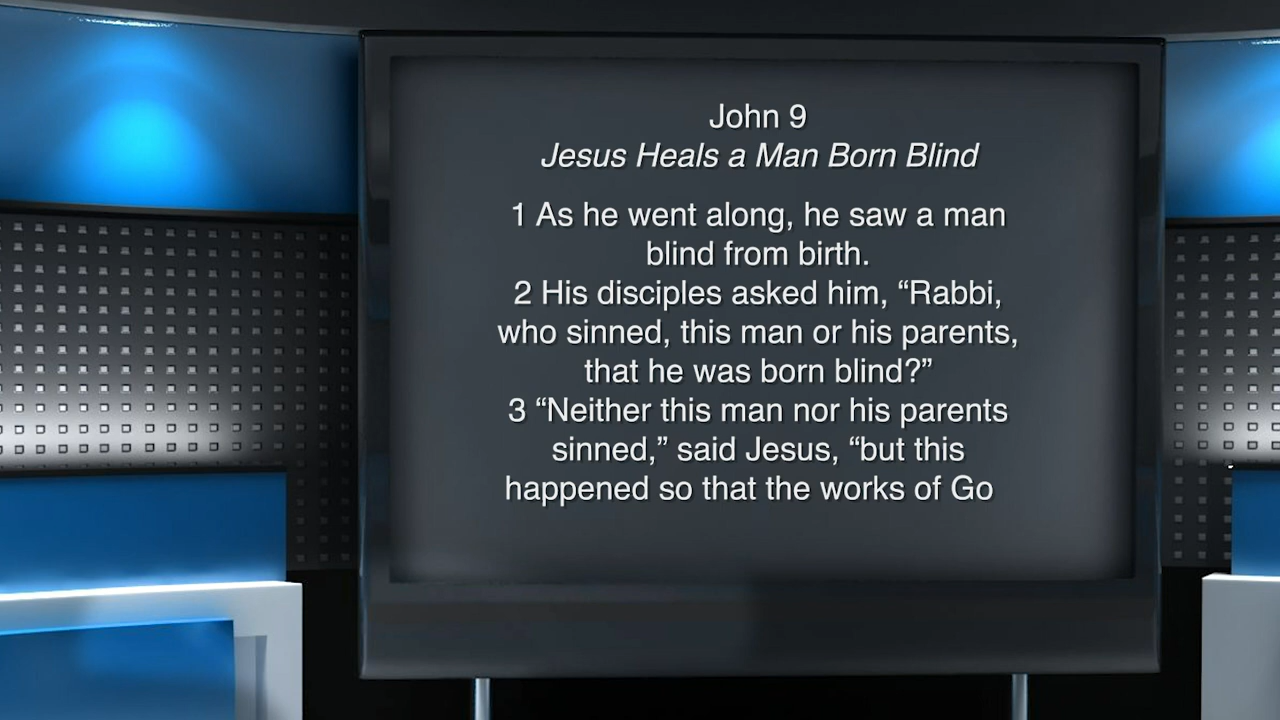 John 9
Jesus Heals a Man Born Blind
1 As he went along, he saw a man
blind from birth.
2 His disciples asked him, “Rabbi,
who sinned, this man or his parents,
that he was born blind?”
3 “Neither this man nor his parents
sinned,” said Jesus, “but this
happened so that the works of Go